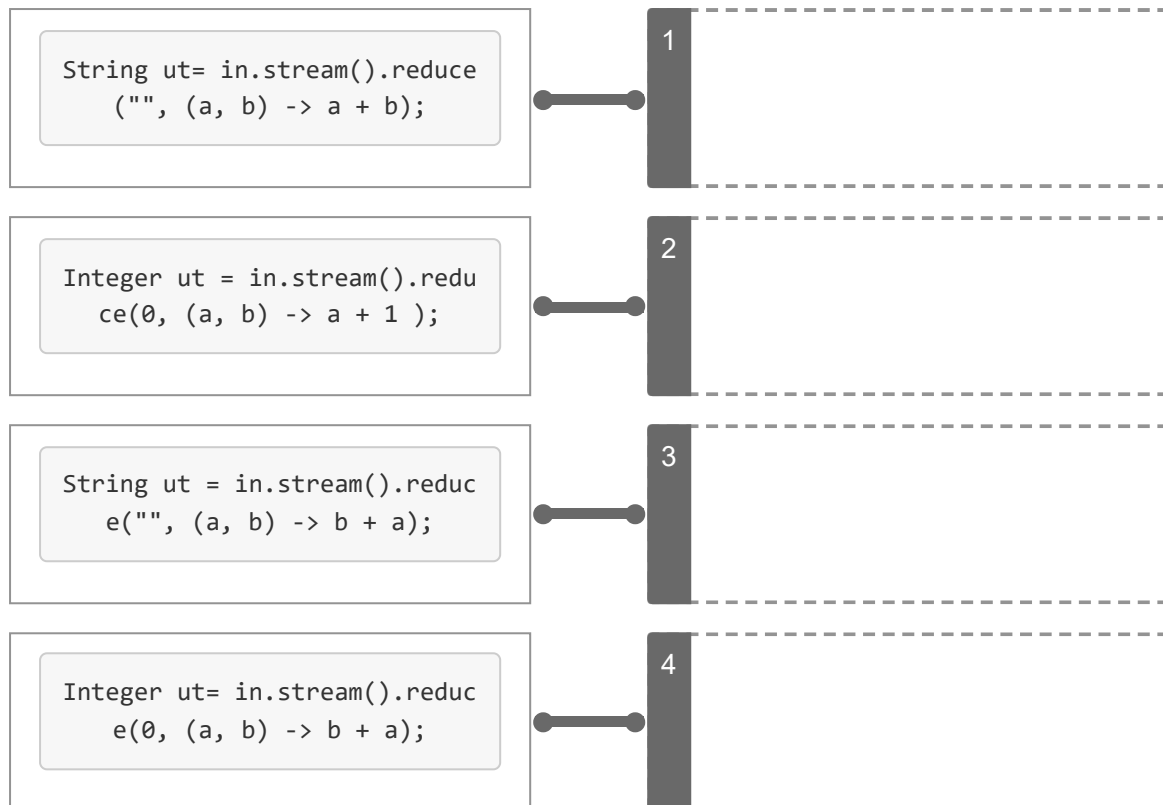 String ut= in.stream().reduce
("", (a, b) -> a + b);
1
Integer ut = in.stream().redu
ce(0, (a, b) -> a + 1 );
2
String ut = in.stream().reduc
e("", (a, b) -> b + a);
3
Integer ut= in.stream().reduc
e(0, (a, b) -> b + a);
4